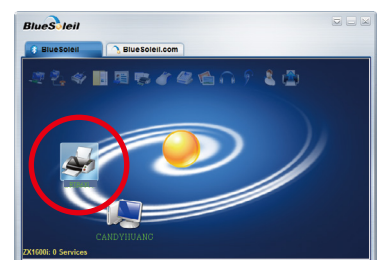 BlueSoleil
BlueSoleil
BlueSoleil.com
CANDYHUANG
ZX1600i: 0 Services